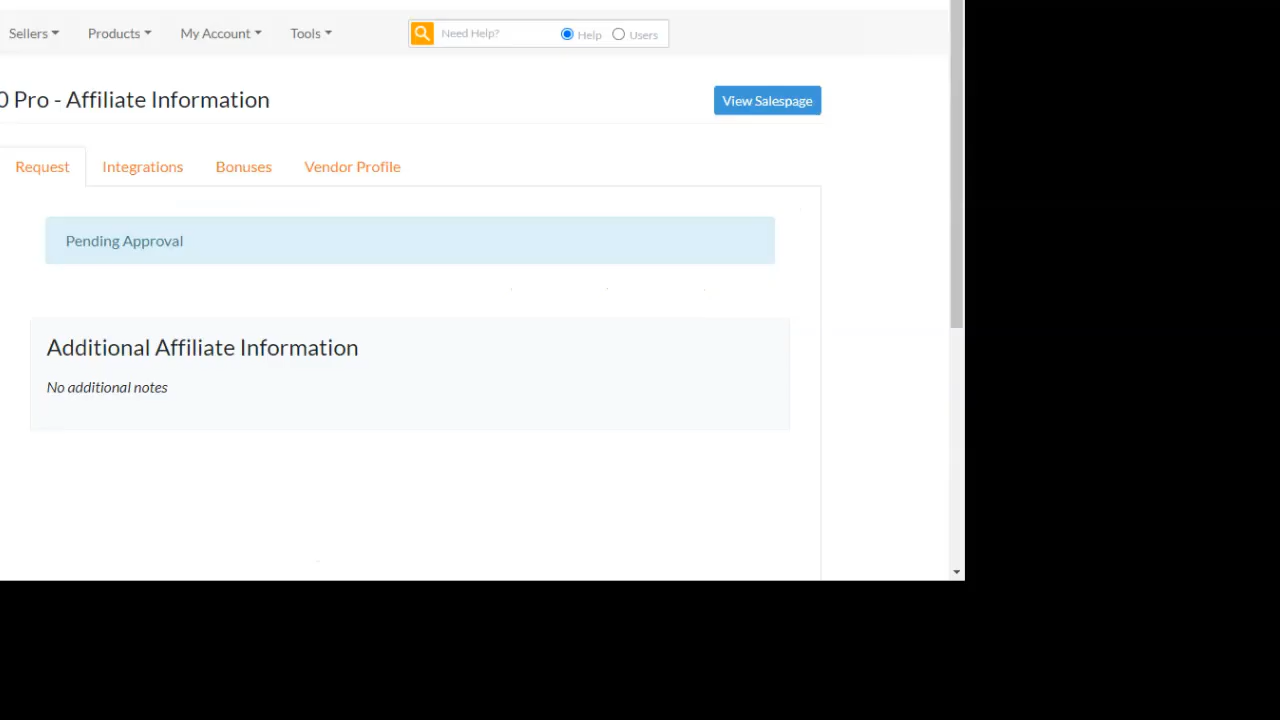 Sellers Products My Account Tools Need Help? Help Users
0 Pro - Affiliate Information View Salespage
Request Integrations Bonuses Vendor Profile
Pending Approval
Additional Affiliate Information
No additional notes